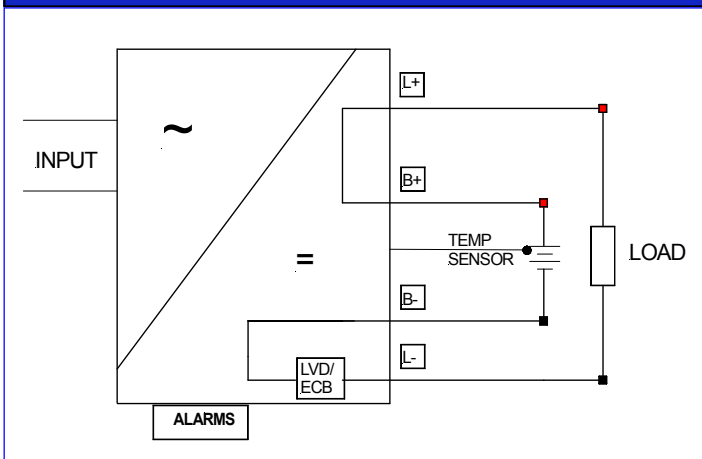 L+
~
INPUT
B+
TEMP
SENSOR
LOAD
=
B-
L-
LVD/
ECB
ALARMS